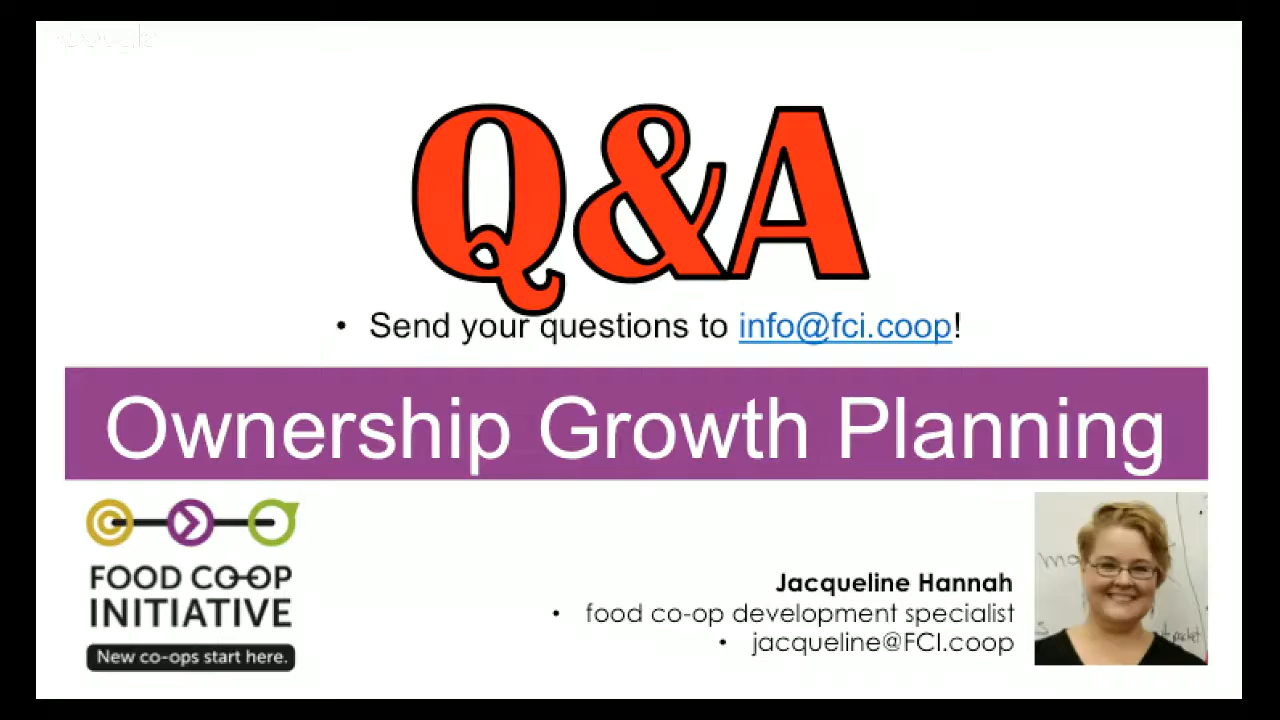 Q&A
• Send your questions to info@fci.coop!
Ownership Growth Planning
FOOD CO-OP
INITIATIVE
New co-ops start here.
Jacqueline Hannah
• food co-op development specialist
• jacqueline@FCI.coop